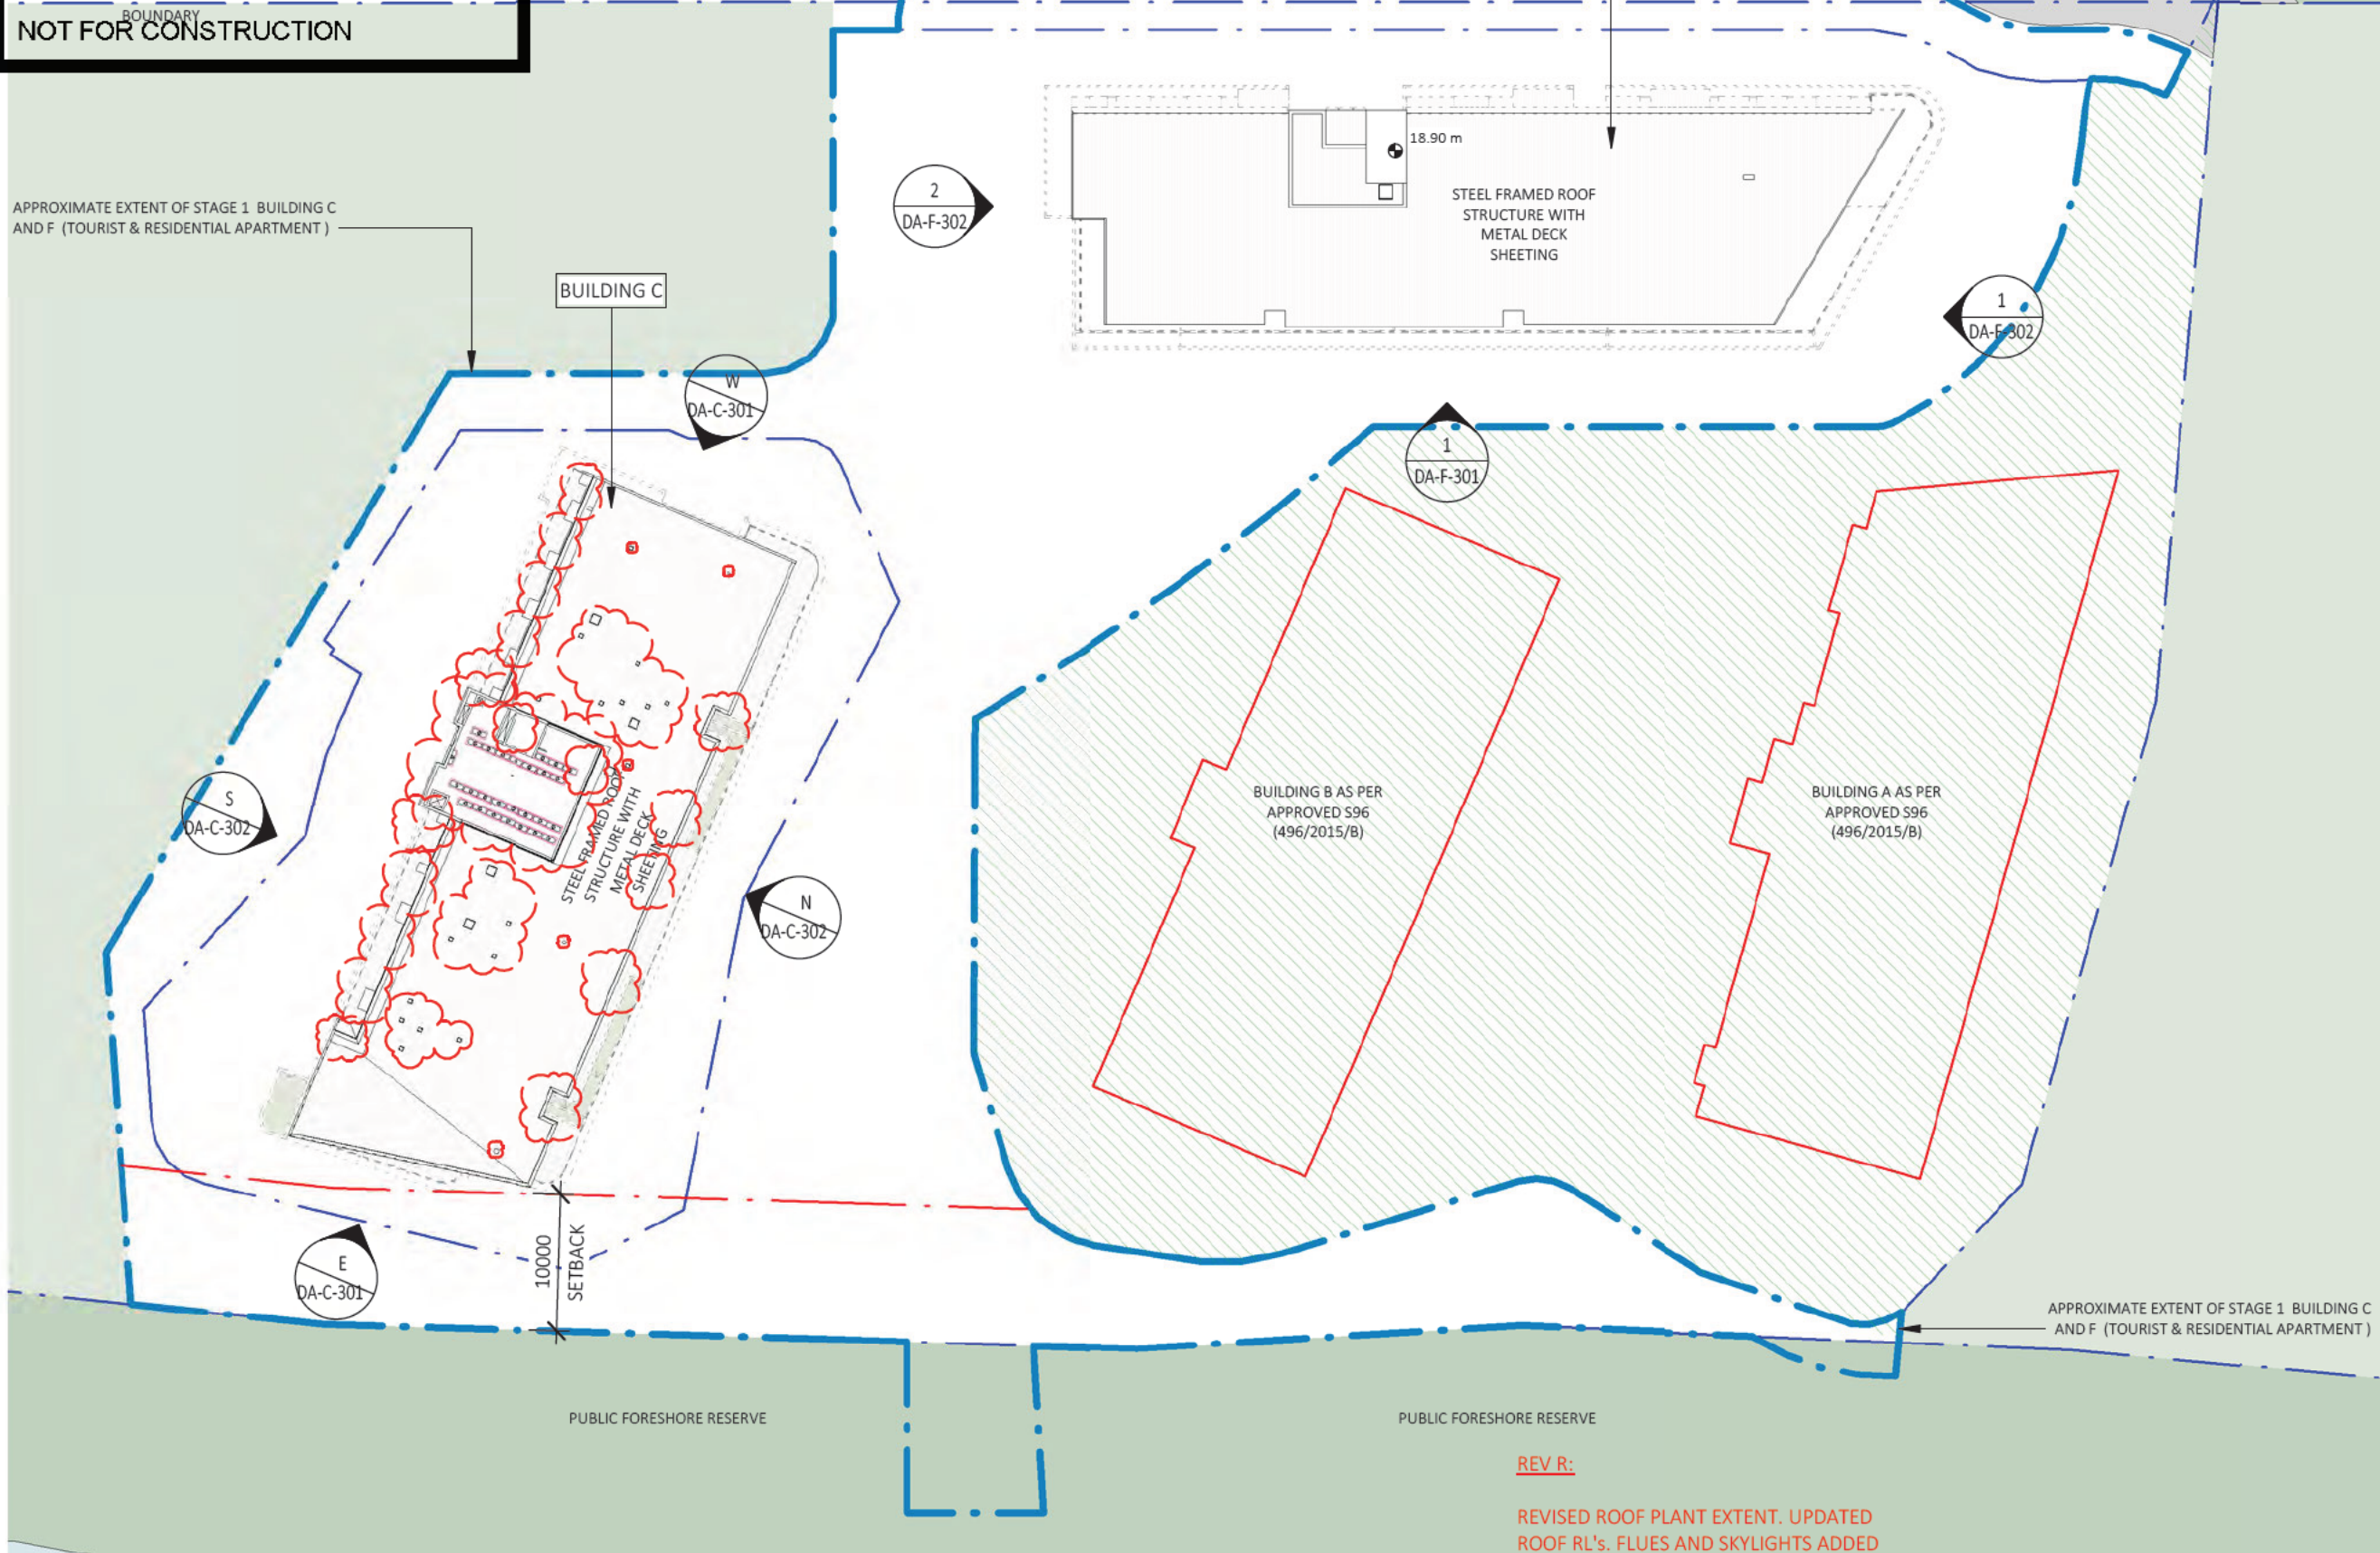 BOUNDARY
NOT FOR CONSTRUCTION
18.90 m
2
DA-F-302
STEEL FRAMED ROOF
STRUCTURE WITH
METAL DECK
SHEETING
APPROXIMATE EXTENT OF STAGE 1 BUILDING C
AND F (TOURIST & RESIDENTIAL APARTMENT )
BUILDING C
1
DA-F-302
W
DA-C-301
1
DA-F-301
S
DA-C-302
STEEL FRAMED ROOF
STRUCTURE WITH
METAL DECK
SHEETING
BUILDING B AS PER
APPROVED S96
(496/2015/B)
BUILDING A AS PER
APPROVED S96
(496/2015/B)
N
DA-C-302
E
DA-C-301
10000
SETBACK
APPROXIMATE EXTENT OF STAGE 1 BUILDING C
AND F (TOURIST & RESIDENTIAL APARTMENT )
PUBLIC FORESHORE RESERVE
PUBLIC FORESHORE RESERVE
REV R:
REVISED ROOF PLANT EXTENT. UPDATED
ROOF RL's. FLUES AND SKYLIGHTS ADDED